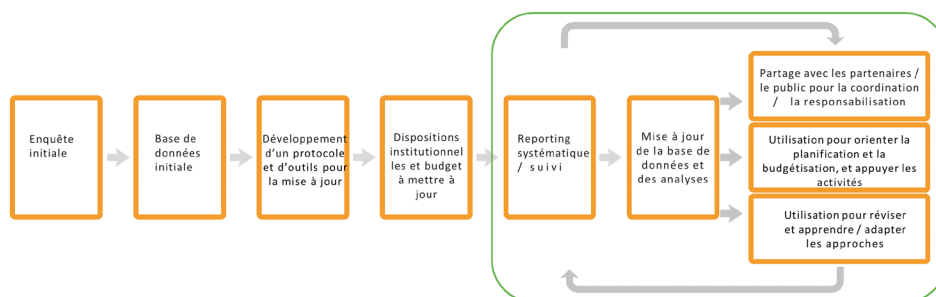 Enquête
initiale
Base de
données
initiale
Développement
d'un protocole
et d'outils pour
la mise à jour
Dispositions
institutionnel
les et budget
à mettre à
jour
Reporting
systématique
/ suivi
Mise à jour
de la base de
données et
des analyses
Partage avec les partenaires /
le public pour la coordination
/ la responsabilisation
Utilisation pour orienter la
planification et la
budgétisation, et appuyer les
activités
Utilisation pour réviser
et apprendre / adapter
les approches